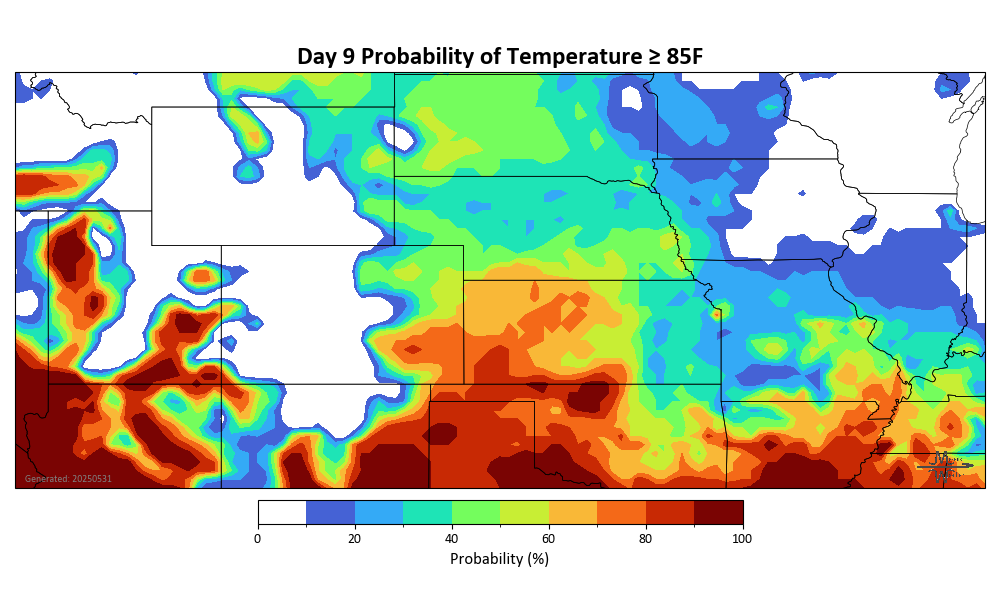 Day 9 Probability of Temperature ≥ 85F
Generated: 20250531
0 20 40 60 80 100
Probability (%)